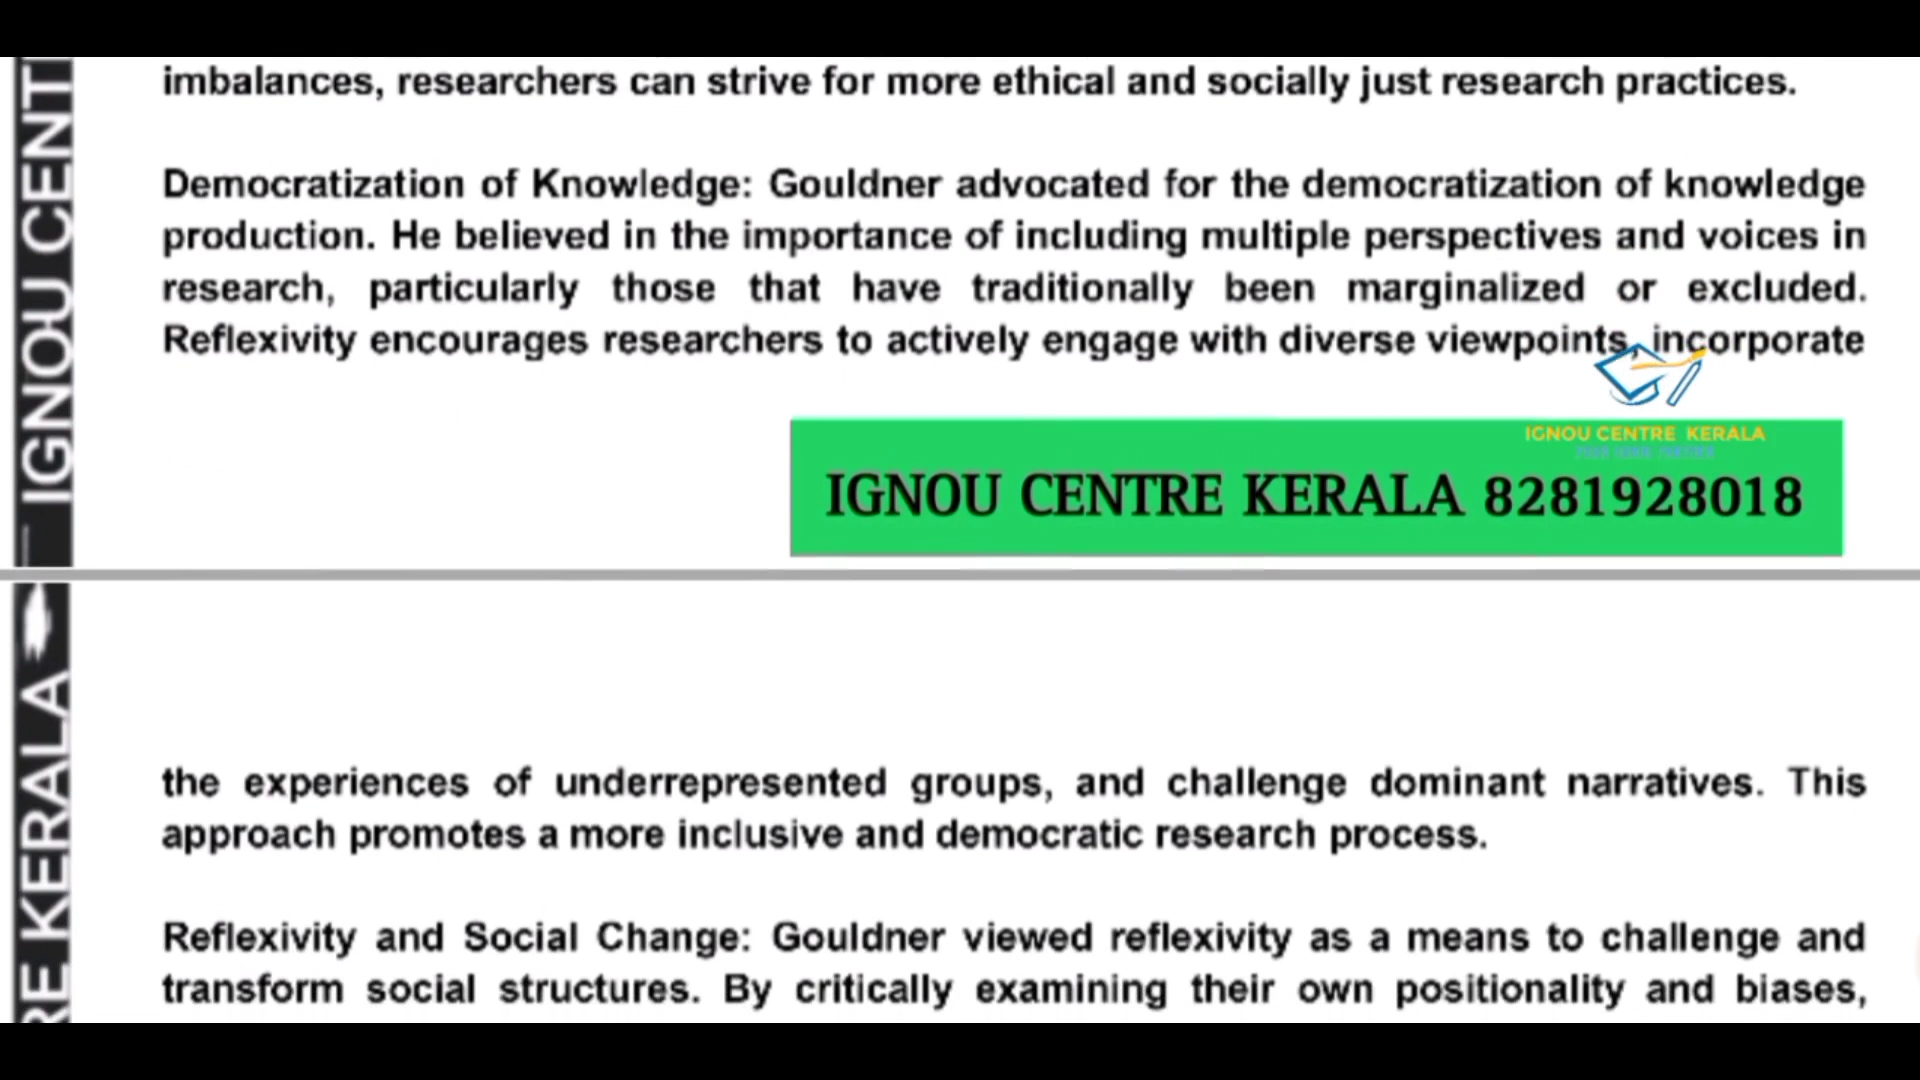 imbalances, researchers can strive for more ethical and socially just research practices.
Democratization of Knowledge: Gouldner advocated for the democratization of knowledge
production. He believed in the importance of including multiple perspectives and voices in
research, particularly those that have traditionally been marginalized or excluded.
Reflexivity encourages researchers to actively engage with diverse viewpoints, incorporate
IGNOU CENTRE KERALA
IGNOU CENTRE KERALA 8281928018
IGNOU CENT
the experiences of underrepresented groups, and challenge dominant narratives. This
approach promotes a more inclusive and democratic research process.
Reflexivity and Social Change: Gouldner viewed reflexivity as a means to challenge and
transform social structures. By critically examining their own positionality and biases,
RE KERALA